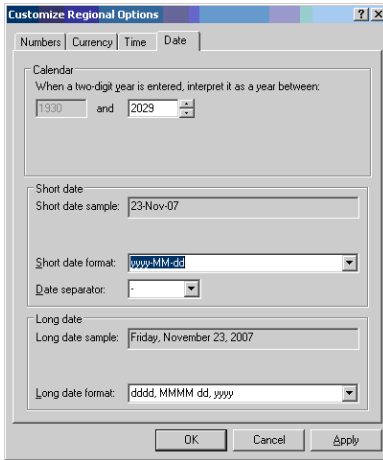 Customize Regional Options
Numbers Currency Time Date
Calendar
When a two-digit year is entered, interpret it as a year between:
1930 and 2029
Short date
Short date sample: 23-Nov-07
Short date format: yyyy-MM-dd
Date separator: -
Long date
Long date sample: Friday, November 23, 2007
Long date format: dddd, MMMM dd, yyyy
OK Cancel Apply